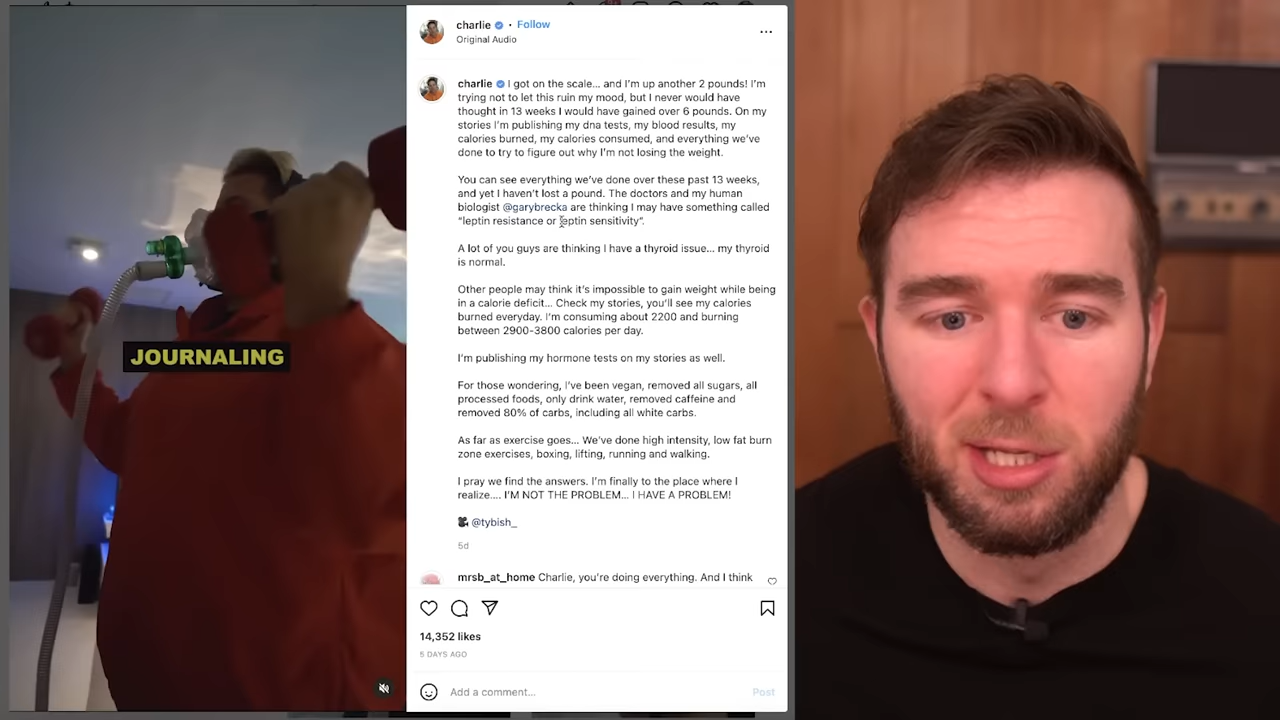 JOURNALING
charlie • Follow
Original Audio
charlie I got on the scale... and I'm up another 2 pounds! I'm
trying not to let this ruin my mood, but I never would have
thought in 13 weeks I would have gained over 6 pounds. On my
stories I'm publishing my dna tests, my blood results, my
calories burned, my calories consumed, and everything we've
done to try to figure out why I'm not losing the weight.
You can see everything we've done over these past 13 weeks,
and yet I haven't lost a pound. The doctors and my human
biologist @garybrecka are thinking I may have something called
“leptin resistance or leptin sensitivity”.
A lot of you guys are thinking I have a thyroid issue... my thyroid
is normal.
Other people may think it's impossible to gain weight while being
in a calorie deficit... Check my stories, you'll see my calories
burned everyday. I'm consuming about 2200 and burning
between 2900-3800 calories per day.
I'm publishing my hormone tests on my stories as well.
For those wondering, I've been vegan, removed all sugars, all
processed foods, only drink water, removed caffeine and
removed 80% of carbs, including all white carbs.
As far as exercise goes... We've done high intensity, low fat burn
zone exercises, boxing, lifting, running and walking.
I pray we find the answers. I'm finally to the place where I
realize.... I'M NOT THE PROBLEM... I HAVE A PROBLEM!
@tybish_
5d
mrsb_at_home Charlie, you're doing everything. And I think
14,352 likes
5 DAYS AGO
Add a comment...
Post